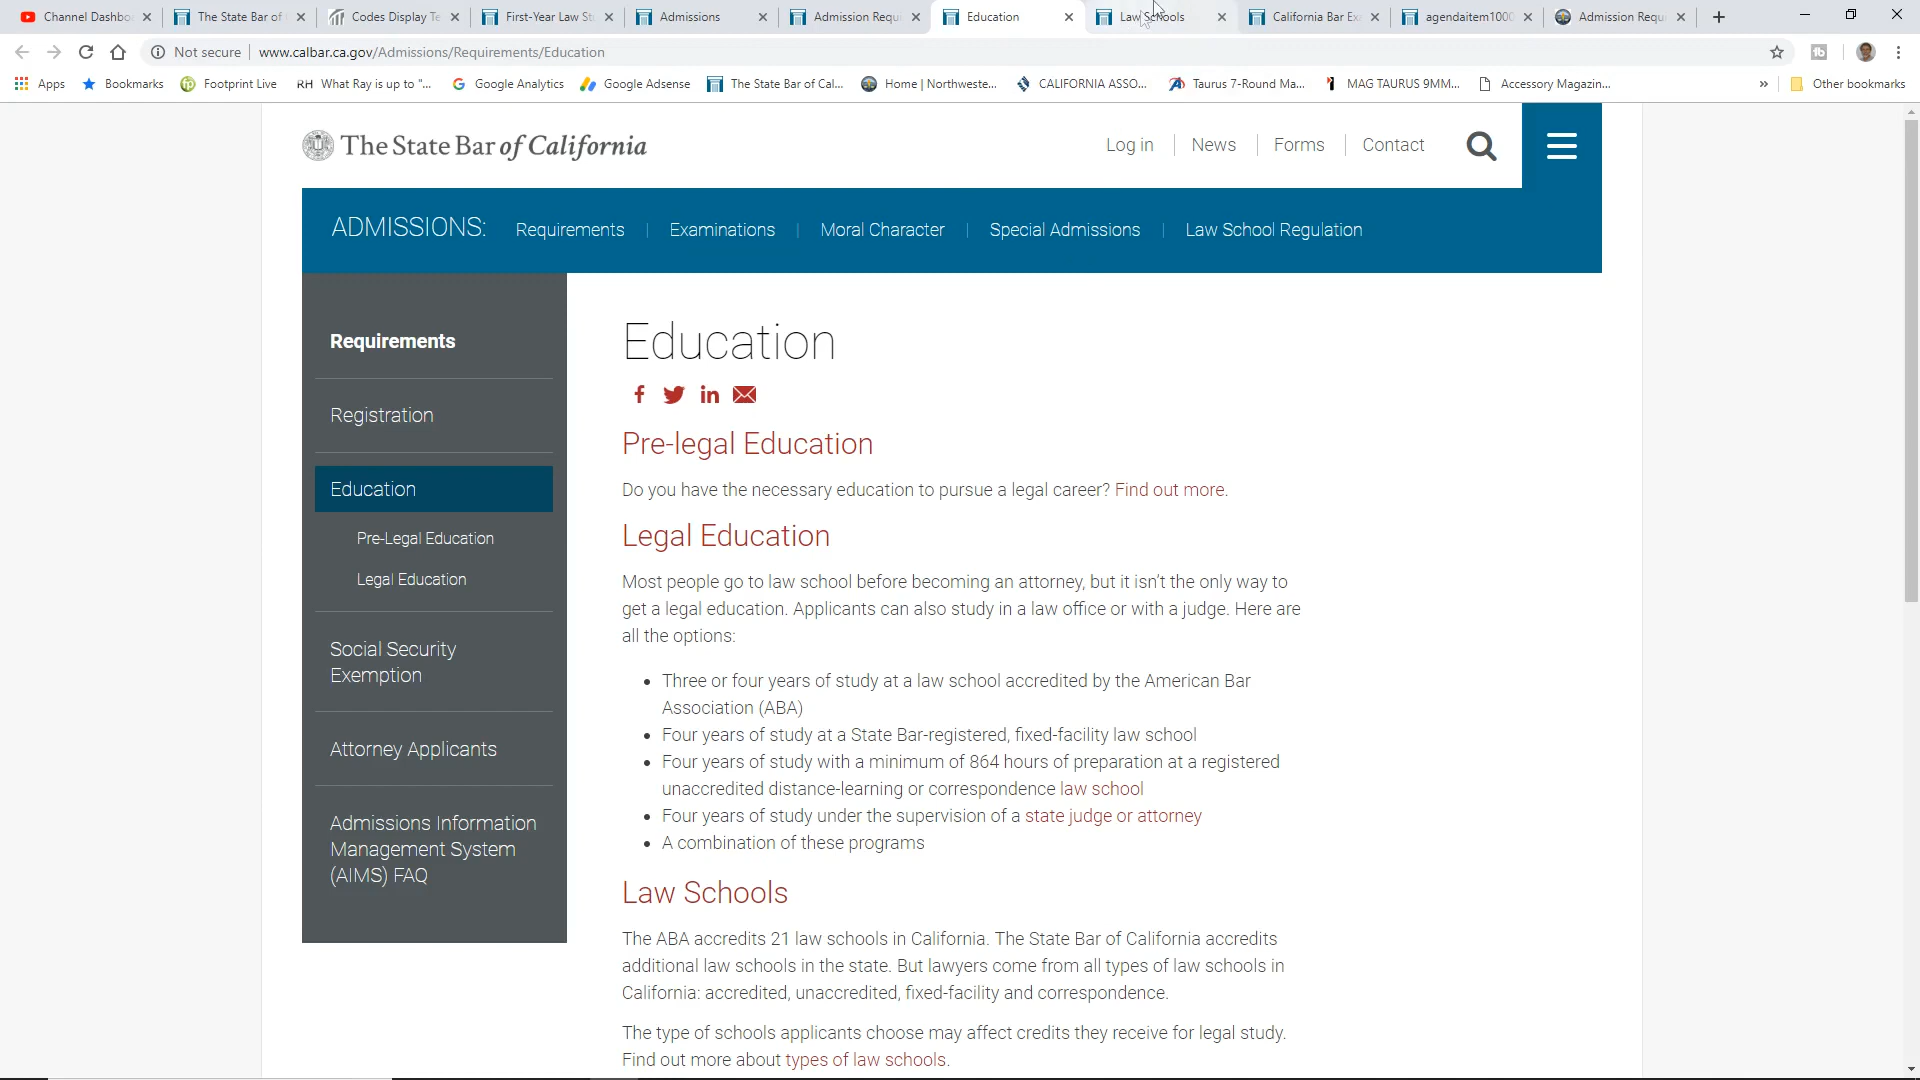 Channel Dashbo
The State Bar of
Codes Display Te
First-Year Law St
Admissions
Admission Requ
Education
Law Schools
California Bar Ex
agendaitem1000
Admission Requ
Not secure www.calbar.ca.gov/Admissions/Requirements/Education
Apps
Bookmarks
Footprint Live
RH What Ray is up to "...
Google Analytics
Google Adsense
The State Bar of Cal...
Home | Northweste...
CALIFORNIA ASSO...
Taurus 7-Round Ma...
MAG TAURUS 9MM...
Accessory Magazin...
»
Other bookmarks
The State Bar of California
Log in
News
Forms
Contact
ADMISSIONS: Requirements | Examinations | Moral Character | Special Admissions | Law School Regulation
Requirements
Registration
Education
Pre-Legal Education
Legal Education
Social Security
Exemption
Attorney Applicants
Admissions Information
Management System
(AIMS) FAQ
Education
Pre-legal Education
Do you have the necessary education to pursue a legal career? Find out more.
Legal Education
Most people go to law school before becoming an attorney, but it isn't the only way to
get a legal education. Applicants can also study in a law office or with a judge. Here are
all the options:
• Three or four years of study at a law school accredited by the American Bar
Association (ABA)
• Four years of study at a State Bar-registered, fixed-facility law school
• Four years of study with a minimum of 864 hours of preparation at a registered
unaccredited distance-learning or correspondence law school
• Four years of study under the supervision of a state judge or attorney
• A combination of these programs
Law Schools
The ABA accredits 21 law schools in California. The State Bar of California accredits
additional law schools in the state. But lawyers come from all types of law schools in
California: accredited, unaccredited, fixed-facility and correspondence.
The type of schools applicants choose may affect credits they receive for legal study.
Find out more about types of law schools.